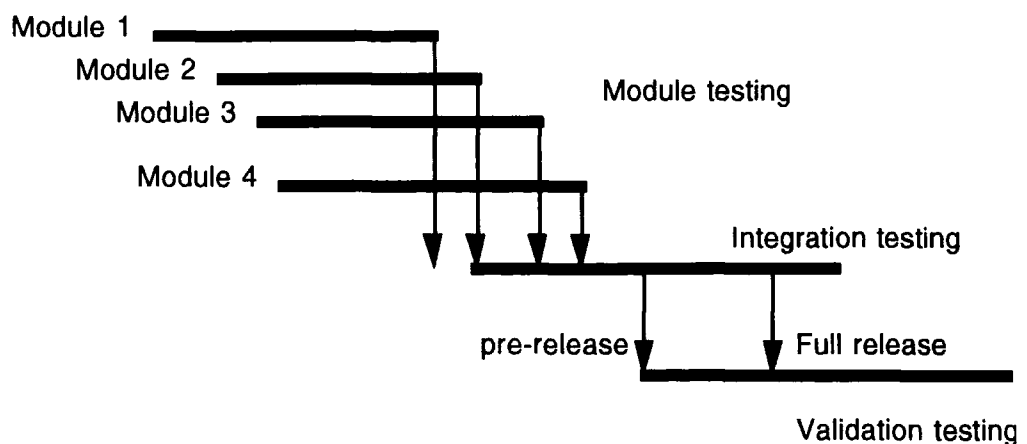 Module 1
Module 2
Module testing
Module 3
Module 4
Integration testing
pre-release
Full release
Validation testing